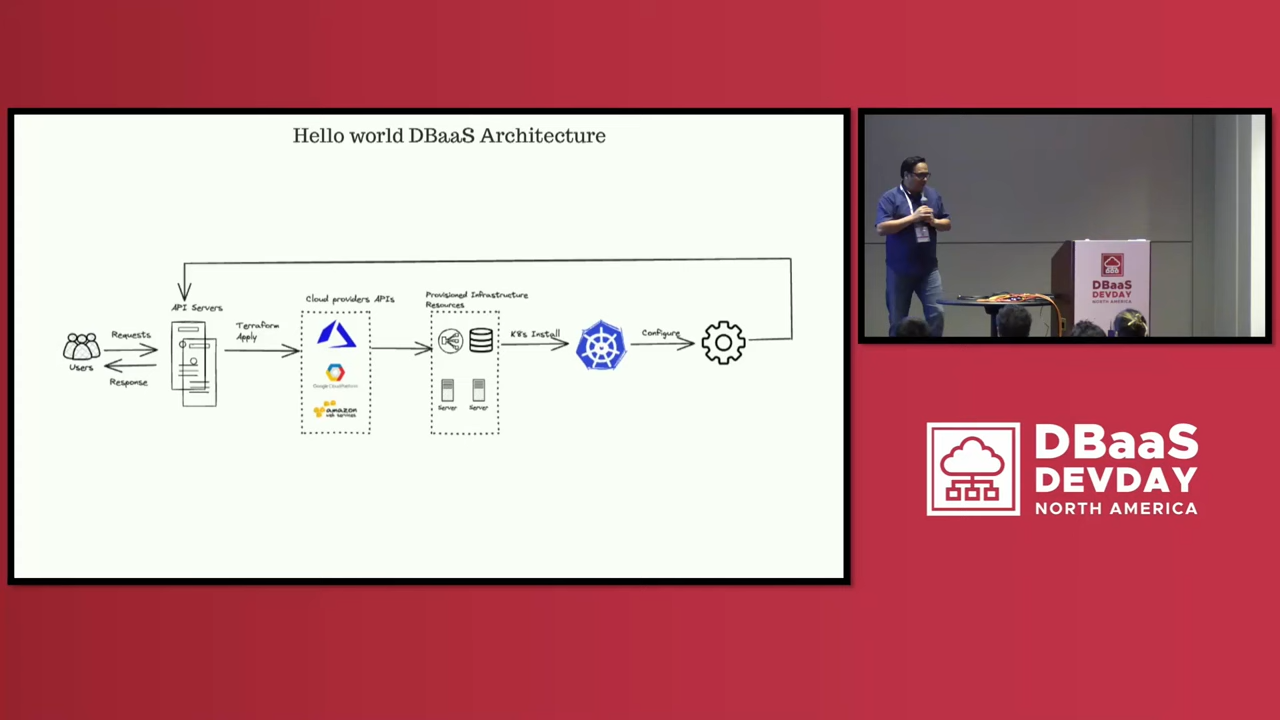 Hello world DBaaS Architecture
API Servers
Cloud providers APIs
Provisioned Infrastructure
Resources
Terraform
Apply
Requests
Users
Response
Google Cloud Platform
amazon
web services
Server
Server
K8s Install
Configure
DBaaS
DEVDAY
NORTH AMERICA
DBaaS
DEVDAY
NORTH AMERICA